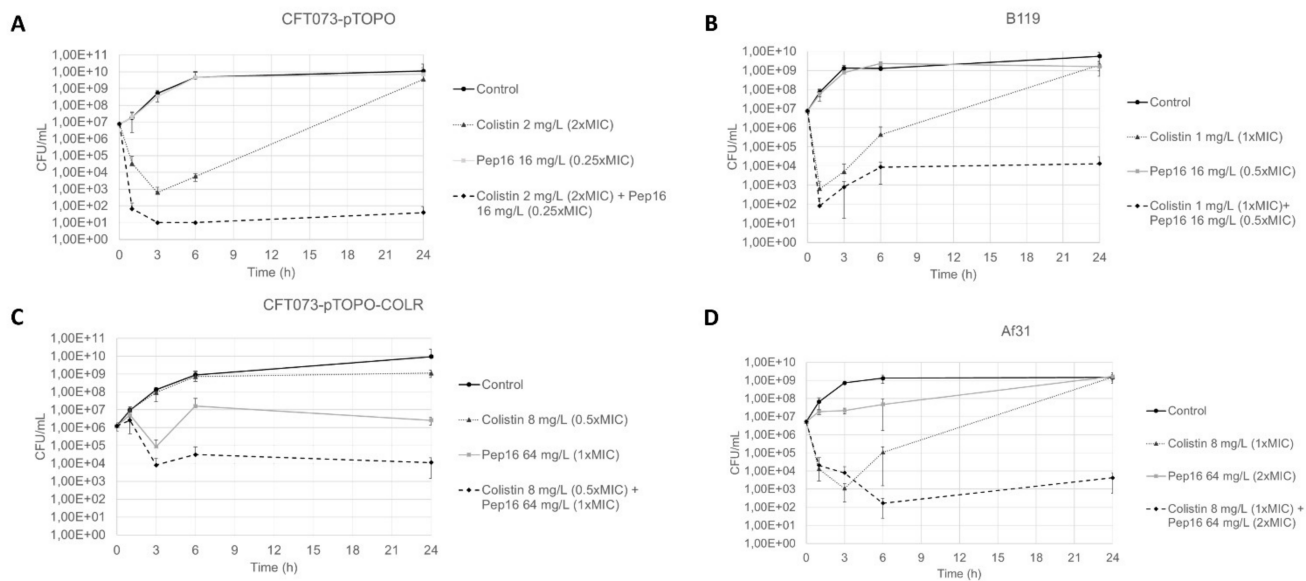 A
CFT073-pTOPO
1,00E+11
1,00E+10
1,00E+09
1,00E+08
1,00E+07
1,00E+06
1,00E+05
1,00E+04
1,00E+03
1,00E+02
1,00E+01
1,00E+00
CFU/mL
0 3 6 9 12 15 18 21 24
Time (h)
Control
Colistin 2 mg/L (2xMIC)
Pep16 16 mg/L (0.25xMIC)
Colistin 2 mg/L (2xMIC) + Pep16
16 mg/L (0.25xMIC)
B
B119
1,00E+10
1,00E+09
1,00E+08
1,00E+07
1,00E+06
1,00E+05
1,00E+04
1,00E+03
1,00E+02
1,00E+01
1,00E+00
CFU/mL
0 3 6 9 12 15 18 21 24
Time (h)
Control
Colistin 1 mg/L (1xMIC)
Pep16 16 mg/L (0.5xMIC)
Colistin 1 mg/L (1xMIC)+
Pep16 16 mg/L (0.5xMIC)
C
CFT073-pTOPO-COLR
1,00E+11
1,00E+10
1,00E+09
1,00E+08
1,00E+07
1,00E+06
1,00E+05
1,00E+04
1,00E+03
1,00E+02
1,00E+01
1,00E+00
CFU/mL
0 3 6 9 12 15 18 21 24
Time (h)
Control
Colistin 8 mg/L (0.5xMIC)
Pep16 64 mg/L (1xMIC)
Colistin 8 mg/L (0.5xMIC) +
Pep16 64 mg/L (1xMIC)
D
Af31
1,00E+10
1,00E+09
1,00E+08
1,00E+07
1,00E+06
1,00E+05
1,00E+04
1,00E+03
1,00E+02
1,00E+01
1,00E+00
CFU/mL
0 3 6 9 12 15 18 21 24
Time (h)
Control
Colistin 8 mg/L (1xMIC)
Pep16 64 mg/L (2xMIC)
Colistin 8 mg/L (1xMIC) +
Pep16 64 mg/L (2xMIC)